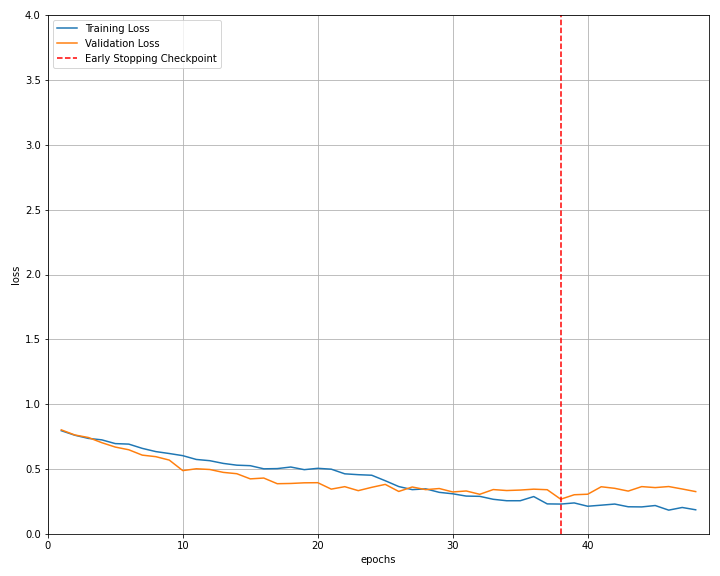 Training Loss
Validation Loss
Early Stopping Checkpoint
4.0
3.5
3.0
2.5
2.0
1.5
1.0
0.5
0.0
loss
0 10 20 30 40
epochs